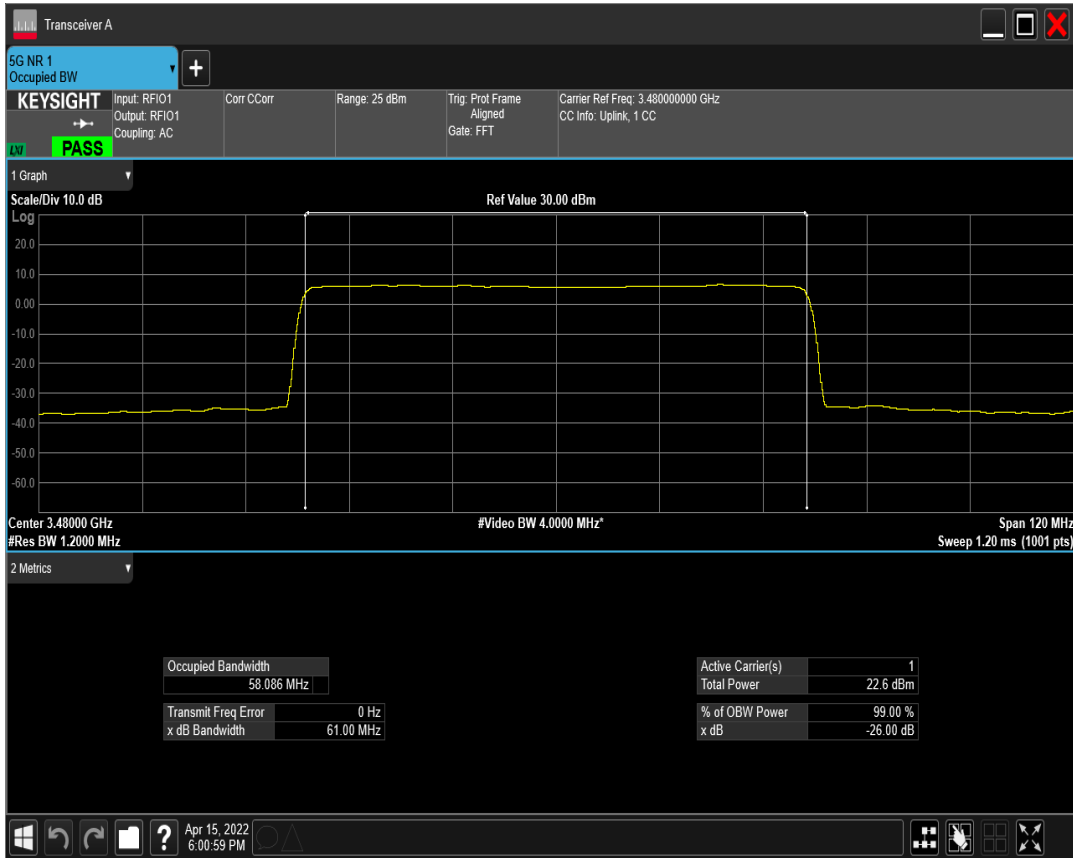 Transceiver A
5G NR 1
Occupied BW
KEYSIGHT
LXI
PASS
Input: RFIO1
Output: RFIO1
Coupling: AC
Corr CCorr
Range: 25 dBm
Trig: Prot Frame
Aligned
Gate: FFT
Carrier Ref Freq: 3.480000000 GHz
CC Info: Uplink, 1 CC
1 Graph
Scale/Div 10.0 dB
Ref Value 30.00 dBm
Log
20.0
10.0
0.00
-10.0
-20.0
-30.0
-40.0
-50.0
-60.0
Center 3.48000 GHz
#Video BW 4.0000 MHz*
Span 120 MHz
#Res BW 1.2000 MHz
Sweep 1.20 ms (1001 pts)
2 Metrics
Occupied Bandwidth
58.086 MHz
Transmit Freq Error 0 Hz
x dB Bandwidth 61.00 MHz
Active Carrier(s) 1
Total Power 22.6 dBm
% of OBW Power 99.00 %
x dB -26.00 dB
?
Apr 15, 2022
6:00:59 PM